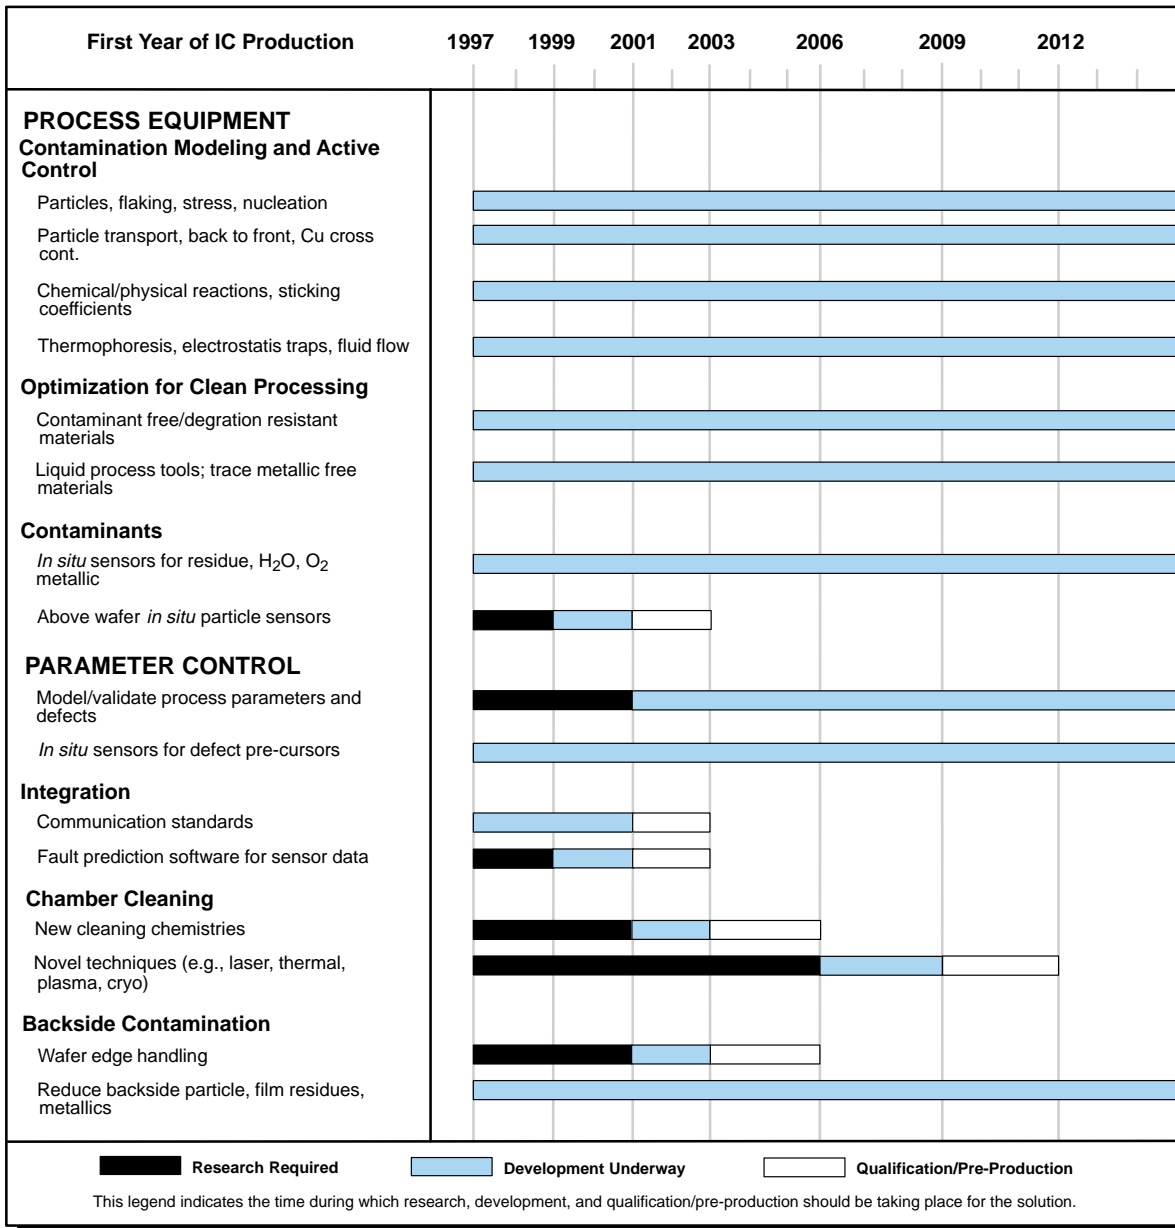 First Year of IC Production 1997 1999 2001 2003 2006 2009 2012
PROCESS EQUIPMENT
Contamination Modeling and Active
Control
Particles, flaking, stress, nucleation
Particle transport, back to front, Cu cross
cont.
Chemical/physical reactions, sticking
coefficients
Thermophoresis, electrostatis traps, fluid flow
Optimization for Clean Processing
Contaminant free/degration resistant
materials
Liquid process tools; trace metallic free
materials
Contaminants
In situ sensors for residue, H2O, O2
metallic
Above wafer in situ particle sensors
PARAMETER CONTROL
Model/validate process parameters and
defects
In situ sensors for defect pre-cursors
Integration
Communication standards
Fault prediction software for sensor data
Chamber Cleaning
New cleaning chemistries
Novel techniques (e.g., laser, thermal,
plasma, cryo)
Backside Contamination
Wafer edge handling
Reduce backside particle, film residues,
metallics
Research Required Development Underway Qualification/Pre-Production
This legend indicates the time during which research, development, and qualification/pre-production should be taking place for the solution.